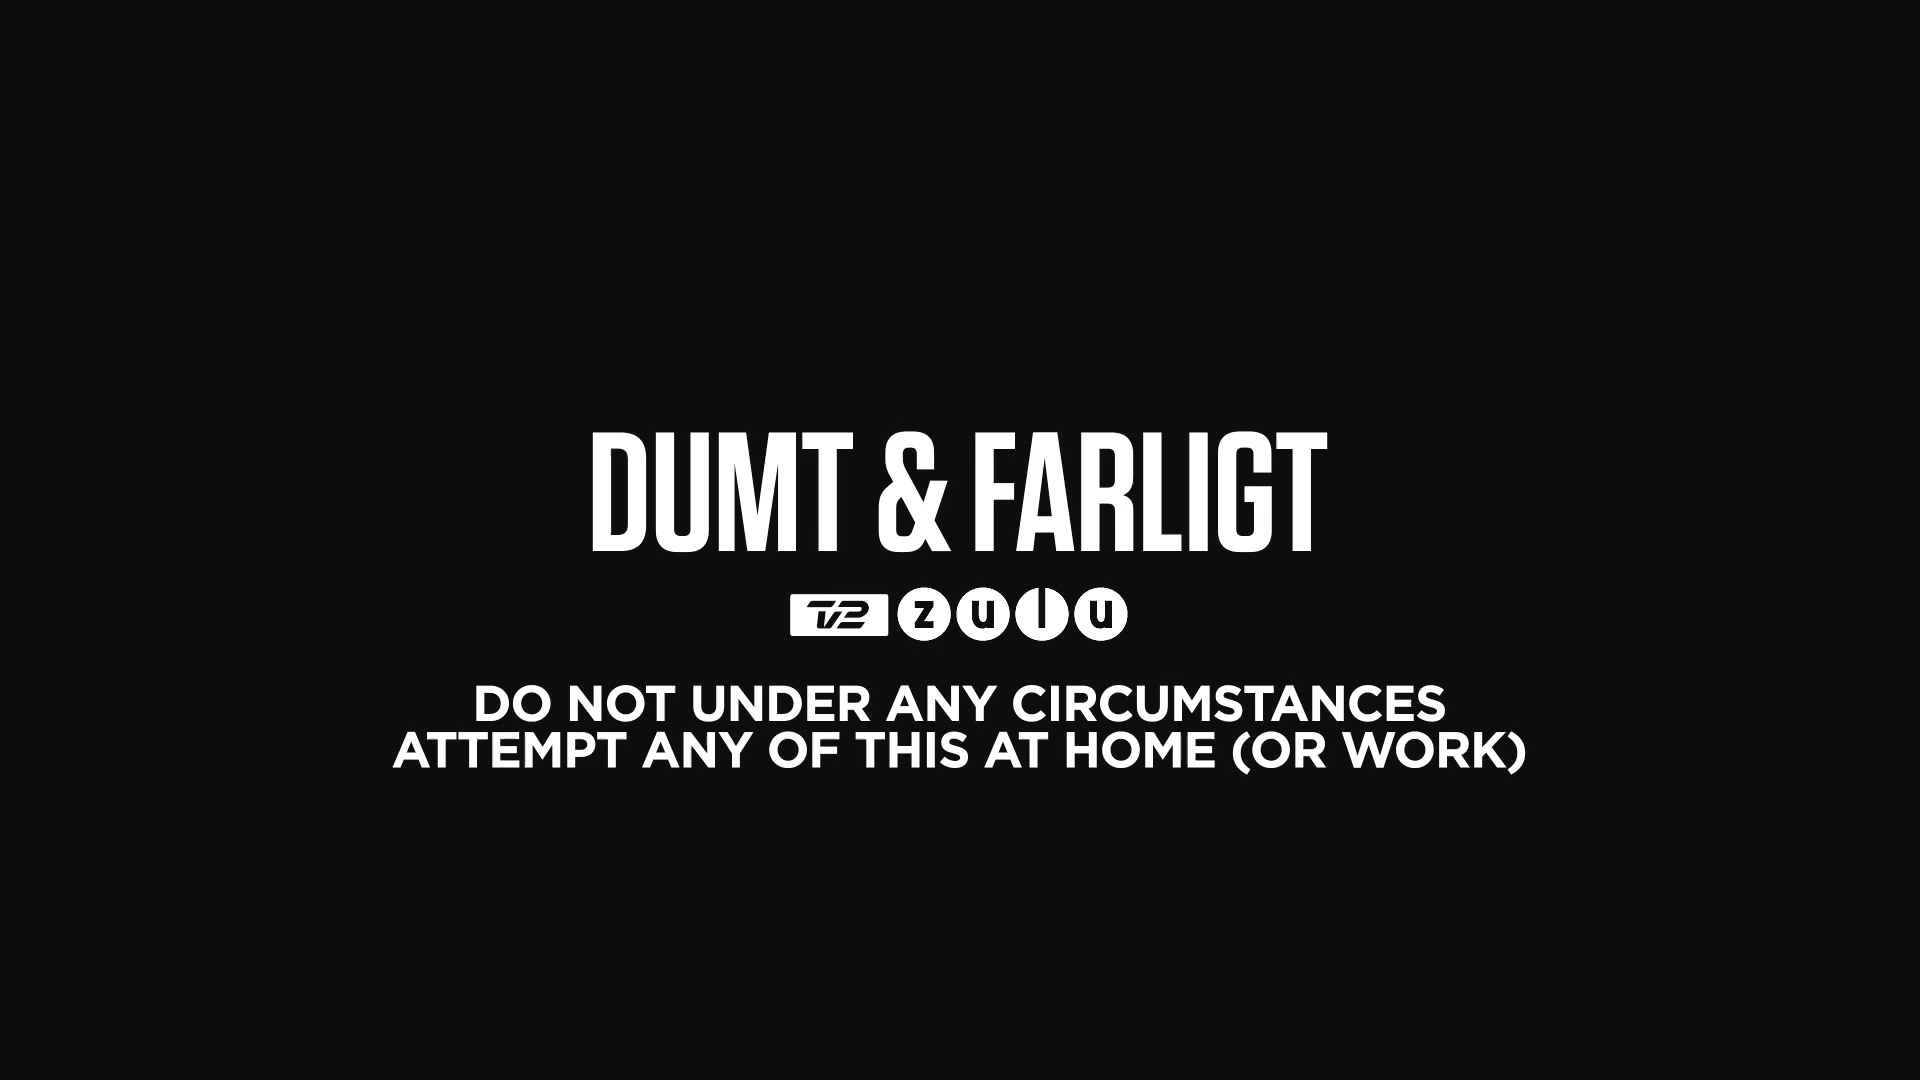 DUMT & FARLIGT
TV2 zulu
DO NOT UNDER ANY CIRCUMSTANCES
ATTEMPT ANY OF THIS AT HOME (OR WORK)